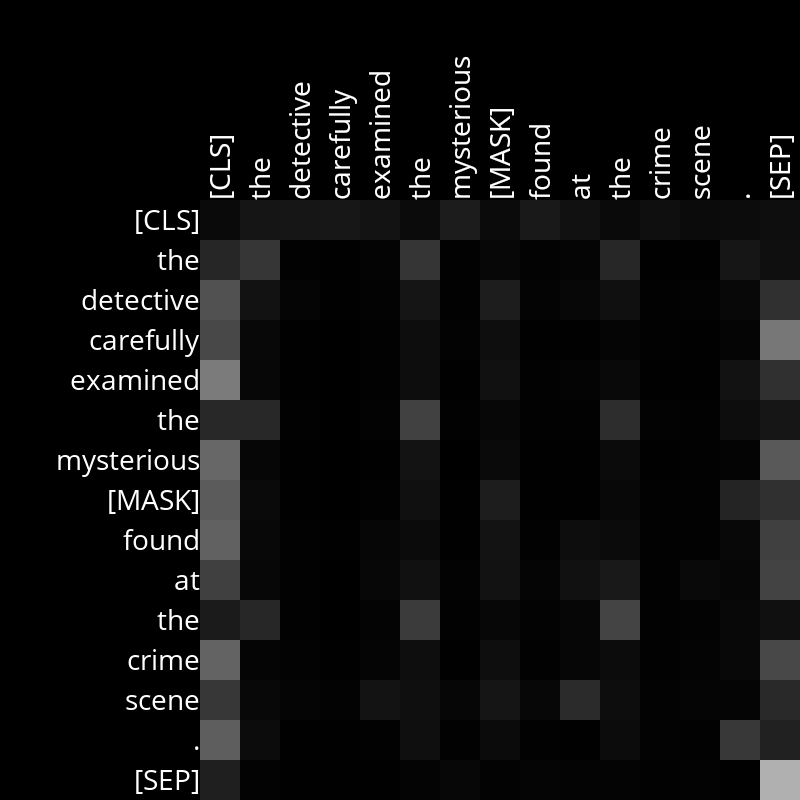 [CLS]
the
detective
carefully
examined
the
mysterious
[MASK]
found
at
the
crime
scene
.
[SEP]
[CLS]
the
detective
carefully
examined
the
mysterious
[MASK]
found
at
the
crime
scene
.
[SEP]